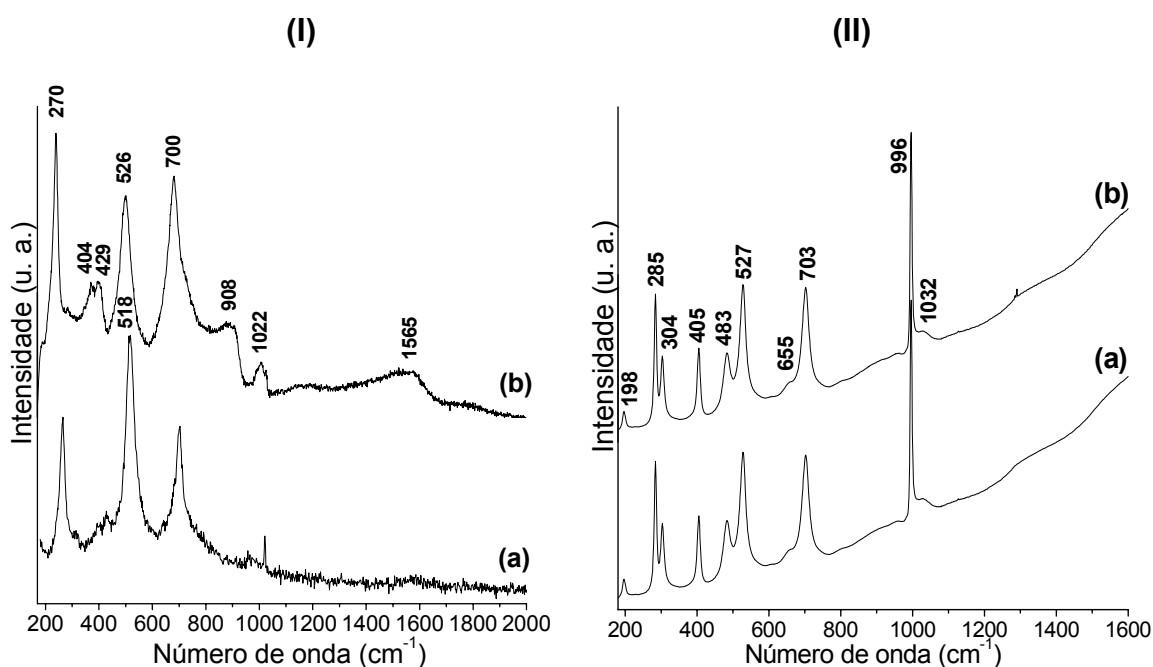 (I)
Intensidade (u. a.)
270
404
429
526
518
700
908
1022
1565
(b)
(a)
200 400 600 800 1000 1200 1400 1600 1800 2000
Número de onda (cm⁻¹)
(II)
Intensidade (u. a.)
198
285
304
405
483
527
655
703
996
1032
(b)
(a)
200 400 600 800 1000 1200 1400 1600
Número de onda (cm⁻¹)